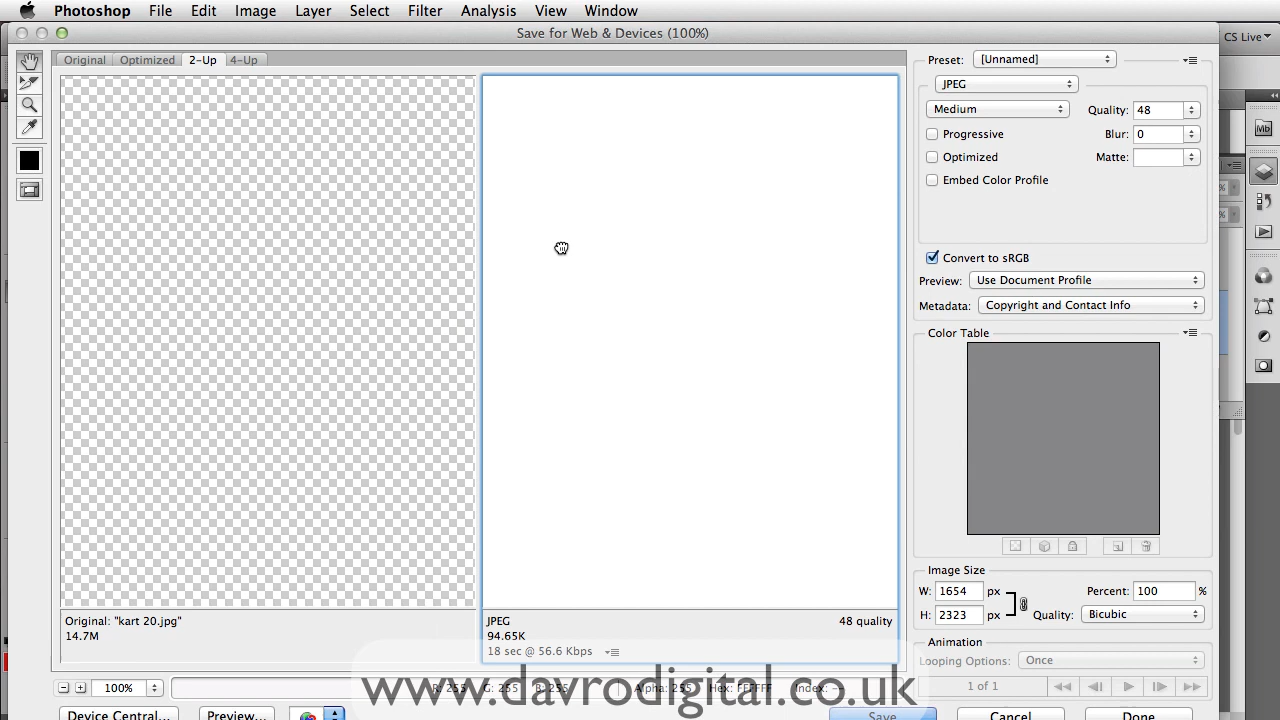 Photoshop File Edit Image Layer Select Filter Analysis View Window
Save for Web & Devices (100%)
CS Live
Original Optimized 2-Up 4-Up
Preset: [Unnamed]
JPEG
Medium Quality: 48
Progressive Blur: 0
Optimized Matte:
Embed Color Profile
Convert to sRGB
Preview: Use Document Profile
Metadata: Copyright and Contact Info
Color Table
Mb
%
%
Image Size
W: 1654 px Percent: 100 %
H: 2323 px Quality: Bicubic
Original: "kart 20.jpg"
14.7M
JPEG 48 quality
94.65K
18 sec @ 56.6 Kbps
Animation
Looping Options: Once
1 of 1
100% R: 255 G: 255 B: 255 Alpha: 255 Hex: FFFFFF Index: --
www.davrodigital.co.uk
Device Central... Preview... Save Cancel Done